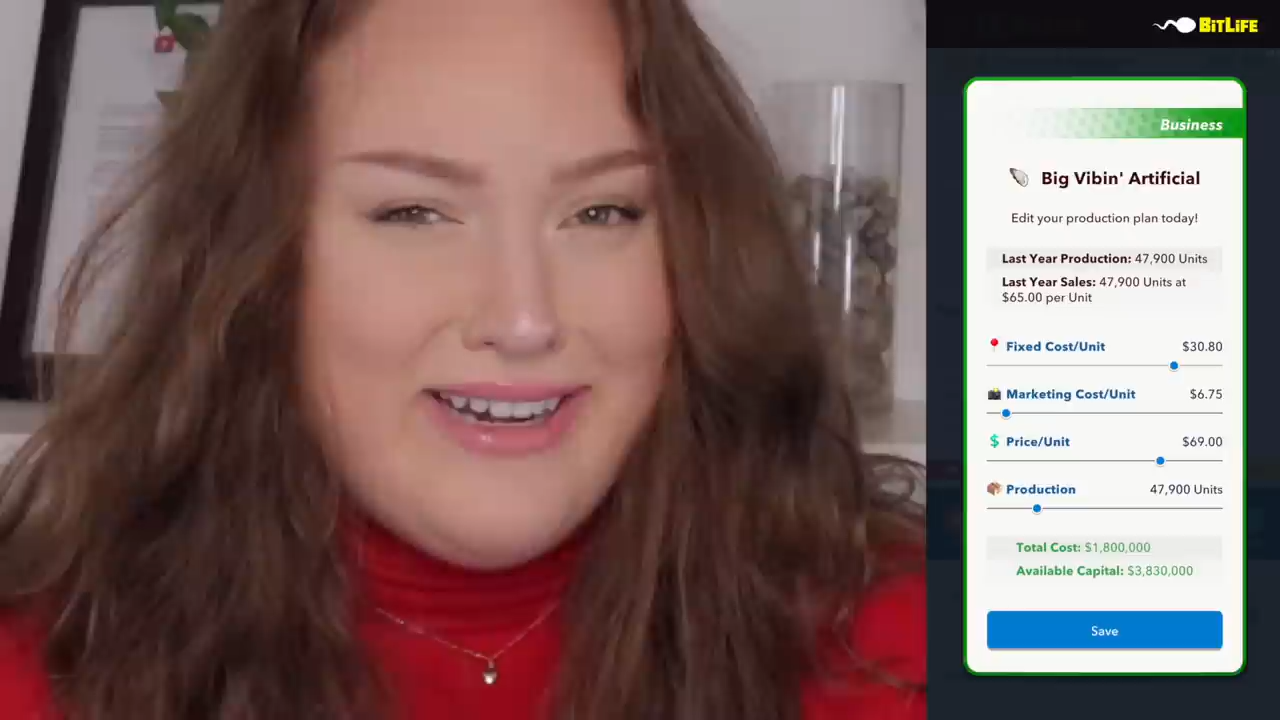 BITLIFE
Business
Big Vibin' Artificial
Edit your production plan today!
Last Year Production: 47,900 Units
Last Year Sales: 47,900 Units at
$65.00 per Unit
Fixed Cost/Unit $30.80
Marketing Cost/Unit $6.75
$ Price/Unit $69.00
Production 47,900 Units
Total Cost: $1,800,000
Available Capital: $3,830,000
Save